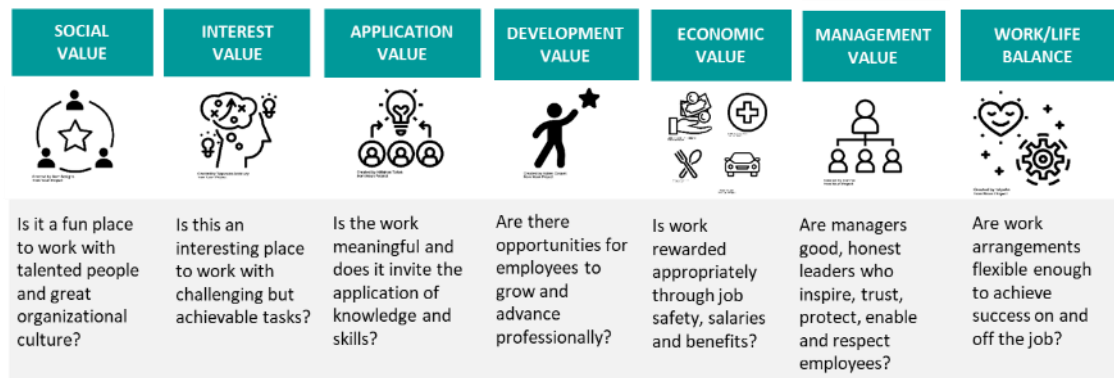 SOCIAL
VALUE
INTEREST
VALUE
APPLICATION
VALUE
DEVELOPMENT
VALUE
ECONOMIC
VALUE
MANAGEMENT
VALUE
WORK/LIFE
BALANCE
Is it a fun place
to work with
talented people
and great
organizational
culture?
Is this an
interesting place
to work with
challenging but
achievable tasks?
Is the work
meaningful and
does it invite the
application of
knowledge and
skills?
Are there
opportunities for
employees to
grow and
advance
professionally?
Is work
rewarded
appropriately
through job
safety, salaries
and benefits?
Are managers
good, honest
leaders who
inspire, trust,
protect, enable
and respect
employees?
Are work
arrangements
flexible enough
to achieve
success on and
off the job?